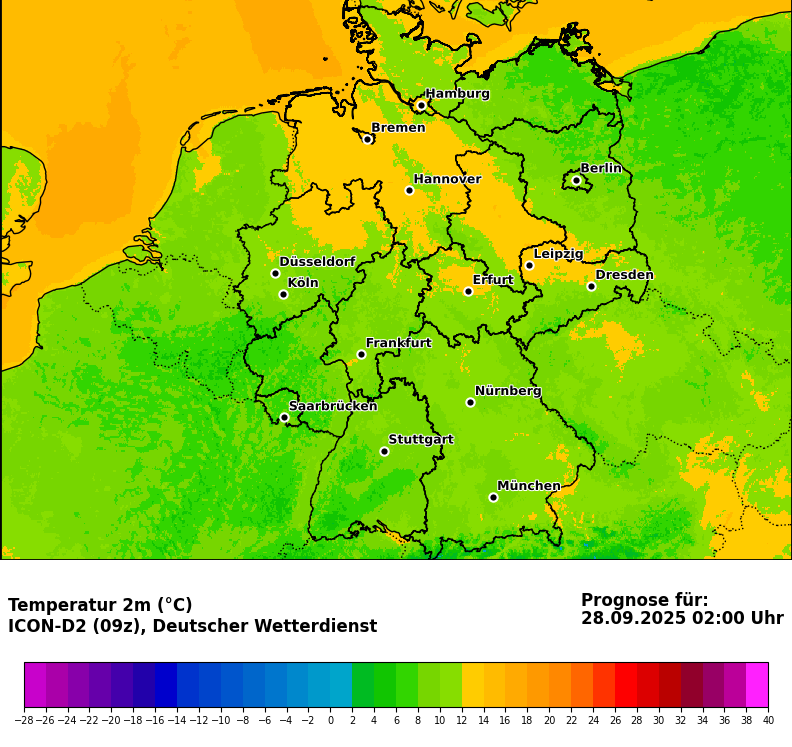 Hamburg
Bremen
Berlin
Hannover
Leipzig
Düsseldorf
Dresden
Köln
Erfurt
Frankfurt
Nürnberg
Saarbrücken
Stuttgart
München
Temperatur 2m (°C)
ICON-D2 (09z), Deutscher Wetterdienst
Prognose für:
28.09.2025 02:00 Uhr
−28 −26 −24 −22 −20 −18 −16 −14 −12 −10 −8 −6 −4 −2 0 2 4 6 8 10 12 14 16 18 20 22 24 26 28 30 32 34 36 38 40